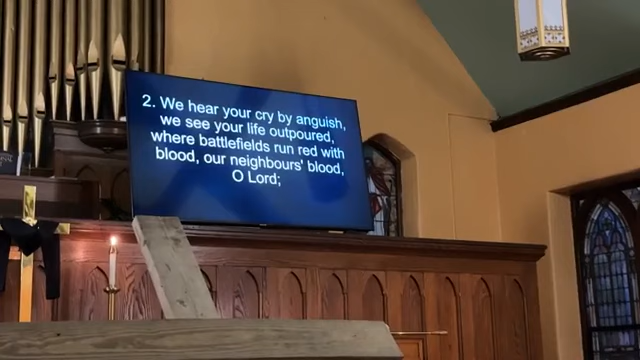 2. We hear your cry by anguish,
we see your life outpoured,
where battlefields run red with
blood, our neighbours' blood,
O Lord;